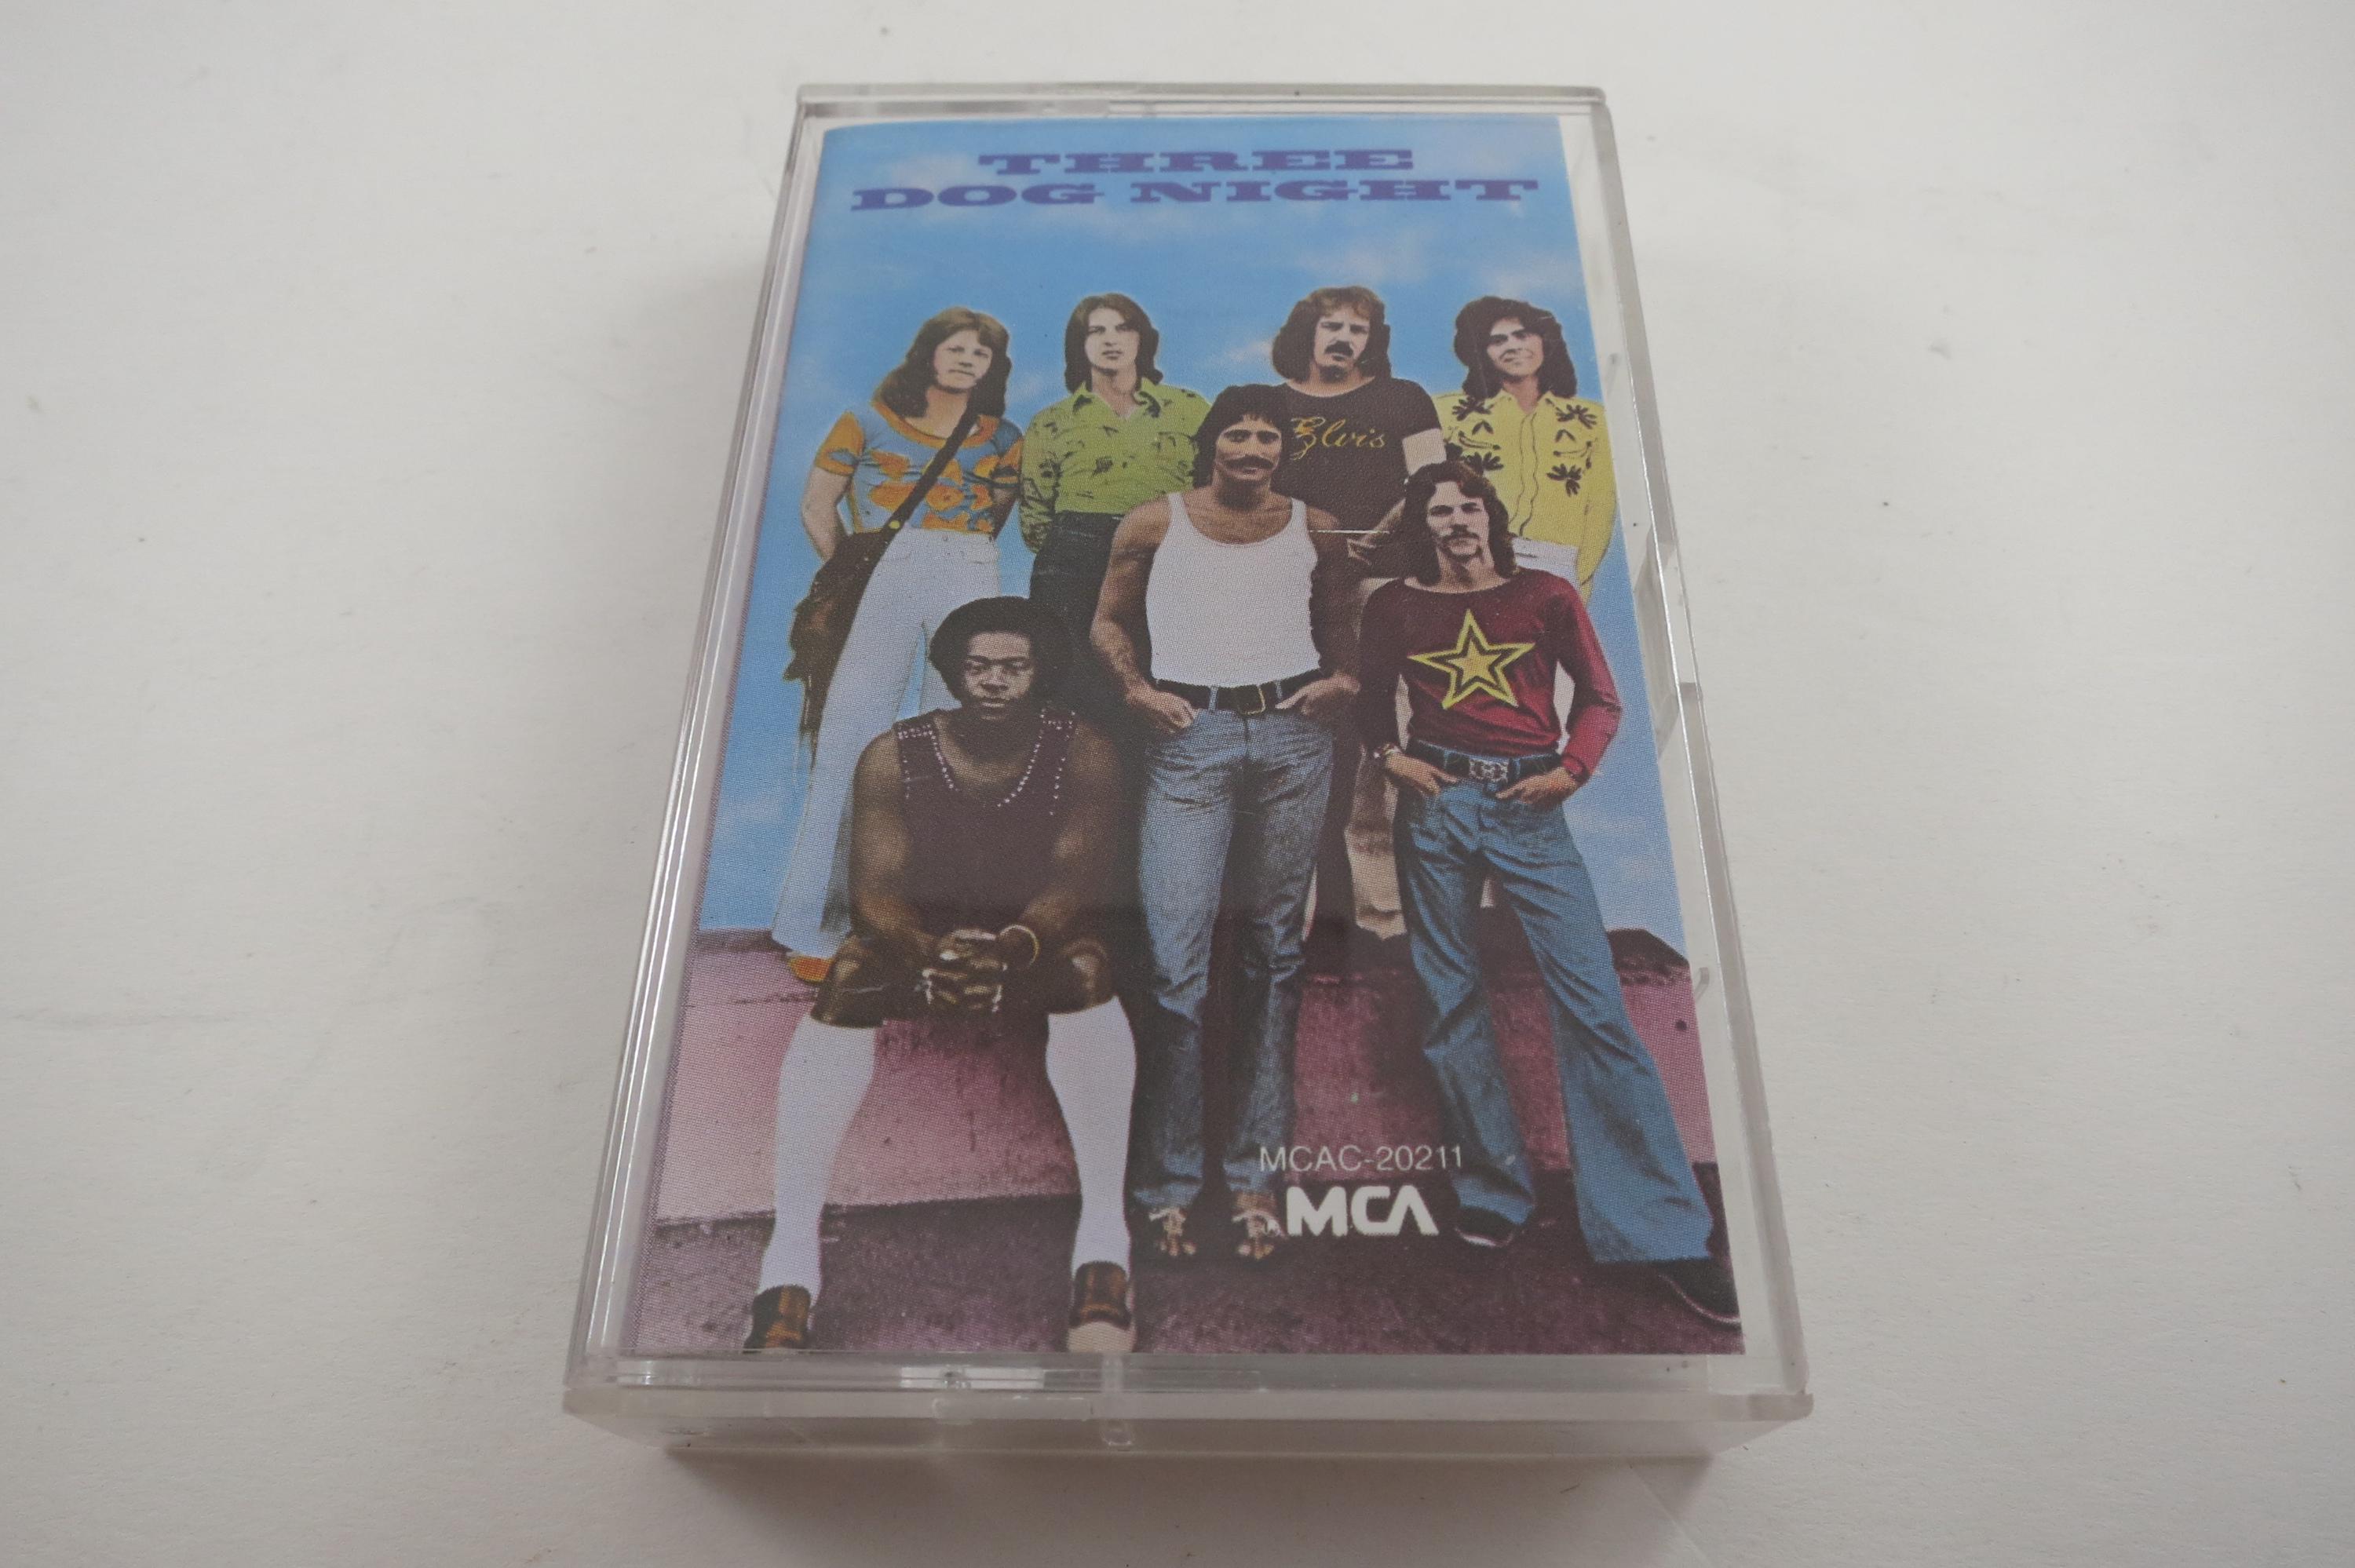 THREE
DOG NIGHT
Elvis
MCAC-20211
MCA